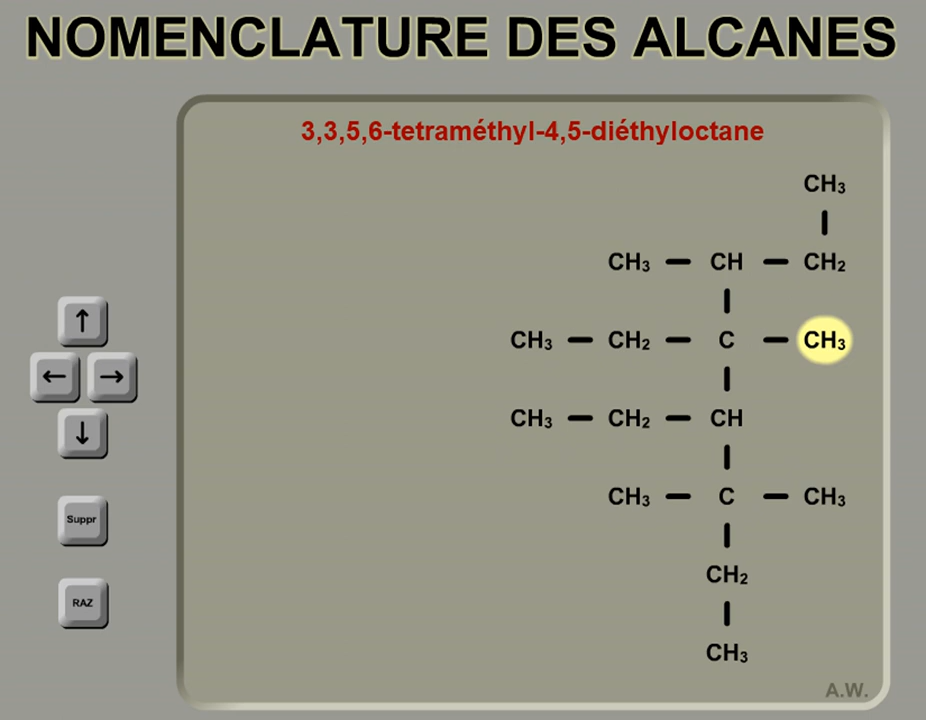 NOMENCLATURE DES ALCANES
3,3,5,6-tetraméthyl-4,5-diéthyloctane
CH₃
CH₃ — CH — CH₂
CH₃ — CH₂ — C — CH₃
CH₃ — CH₂ — CH
CH₃ — C — CH₃
CH₂
CH₃
↑
← →
↓
Suppr
RAZ
A.W.